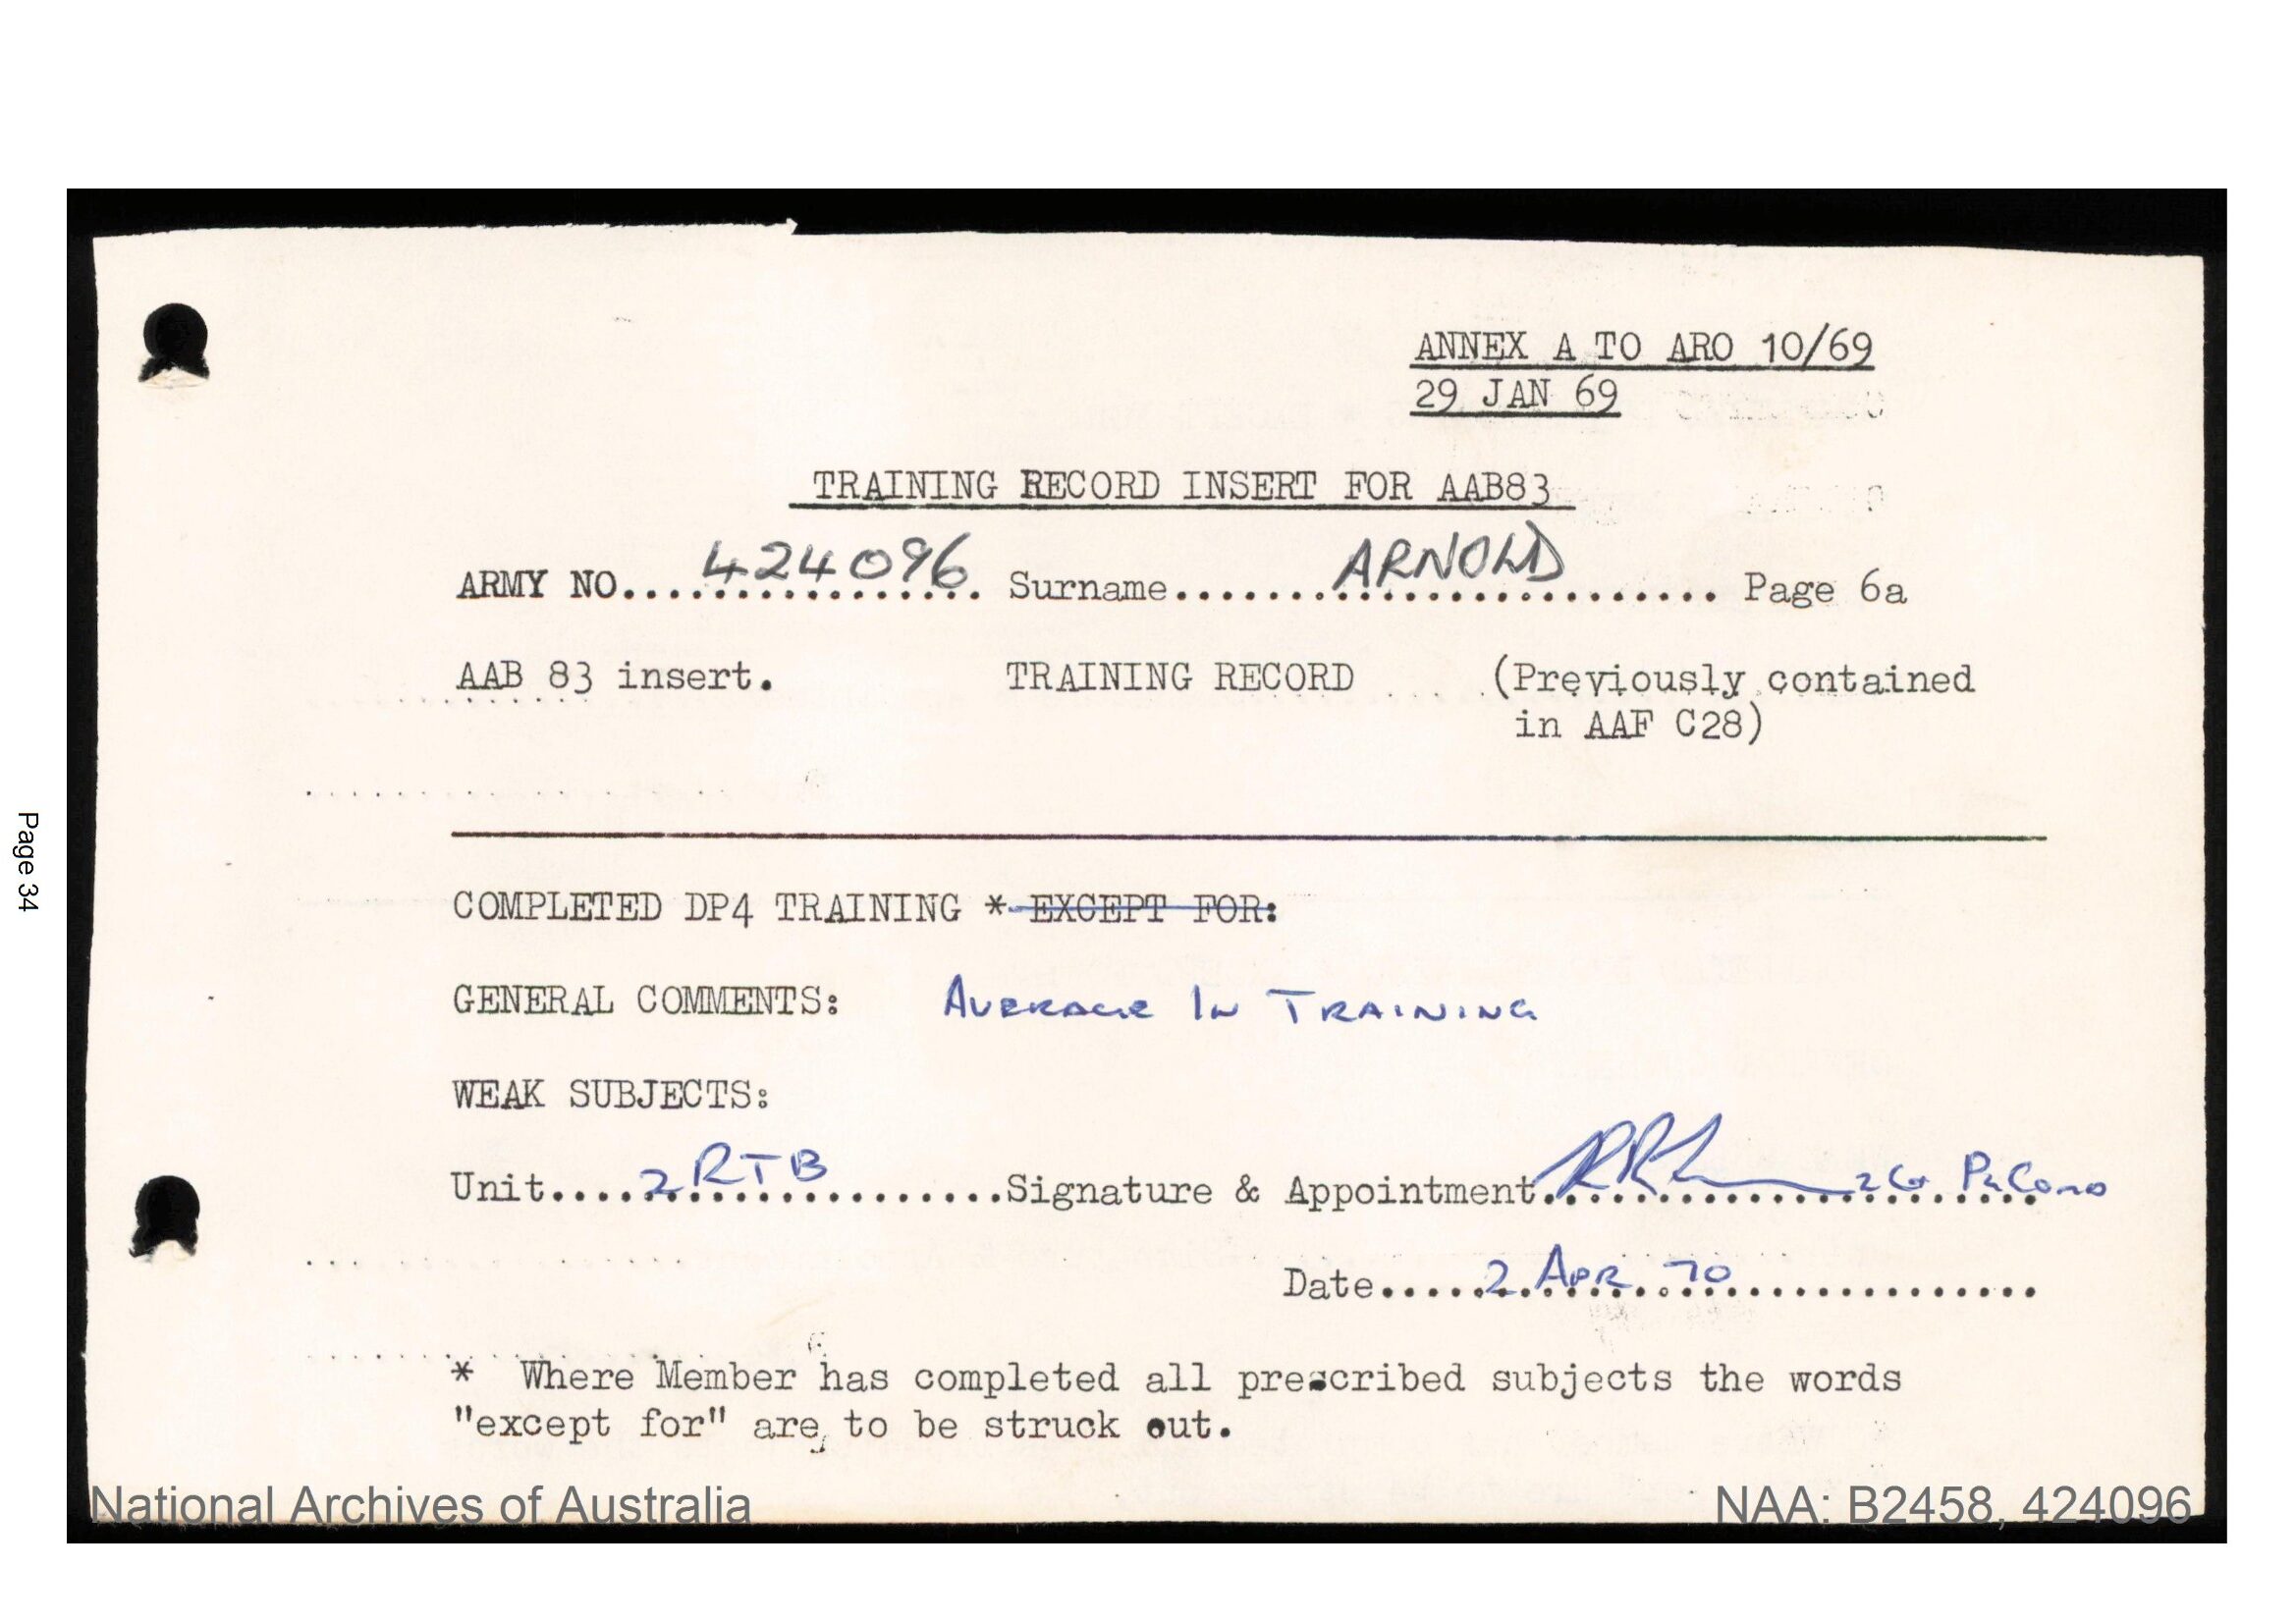 ANNEX A TO ARO 10/69
29 JAN 69
TRAINING RECORD INSERT FOR AAB83
ARMY NO....424096.... Surname....ARNOLD.... Page 6a
AAB 83 insert. TRAINING RECORD (Previously contained
in AAF C28)
Page 34
COMPLETED DP4 TRAINING * EXCEPT FOR:
GENERAL COMMENTS: AVERAGE IN TRAINING
WEAK SUBJECTS:
Unit....2 RTB....Signature & Appointment....
Date....2 APR 70....
* Where Member has completed all prescribed subjects the words
"except for" are to be struck out.
National Archives of Australia NAA: B2458, 424096